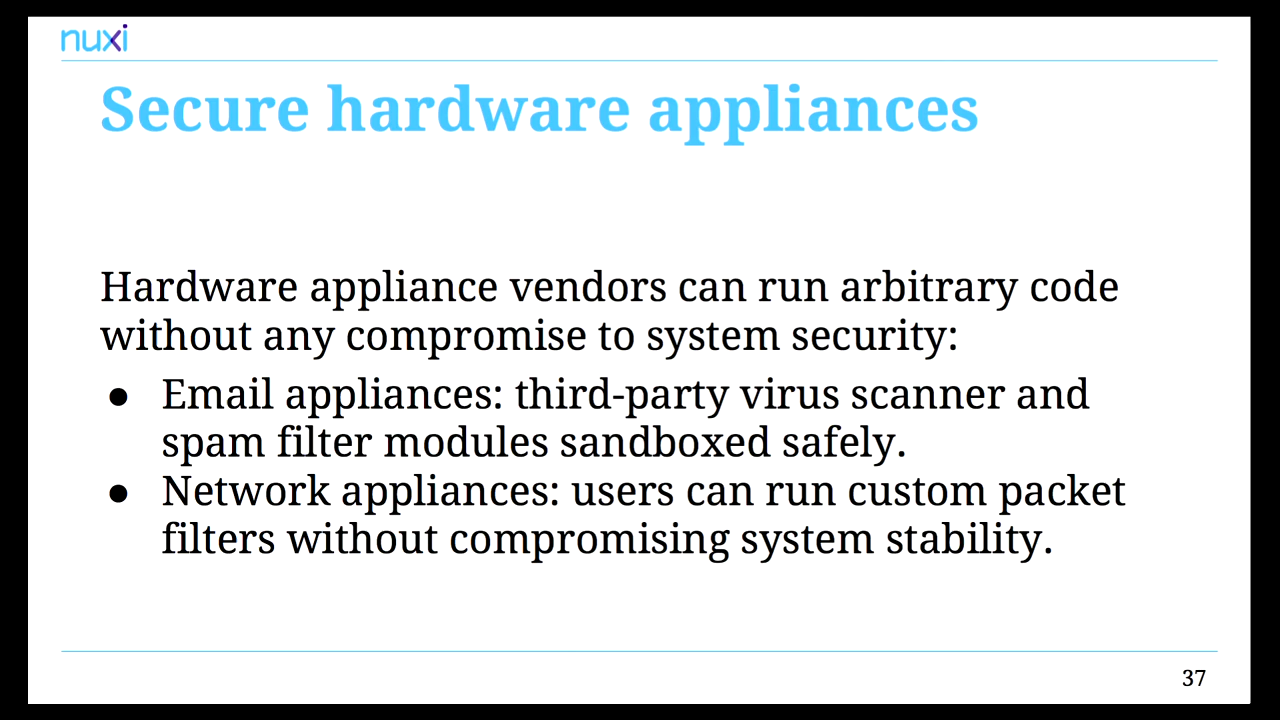 nuxi
Secure hardware appliances
Hardware appliance vendors can run arbitrary code
without any compromise to system security:
● Email appliances: third-party virus scanner and
spam filter modules sandboxed safely.
● Network appliances: users can run custom packet
filters without compromising system stability.
37